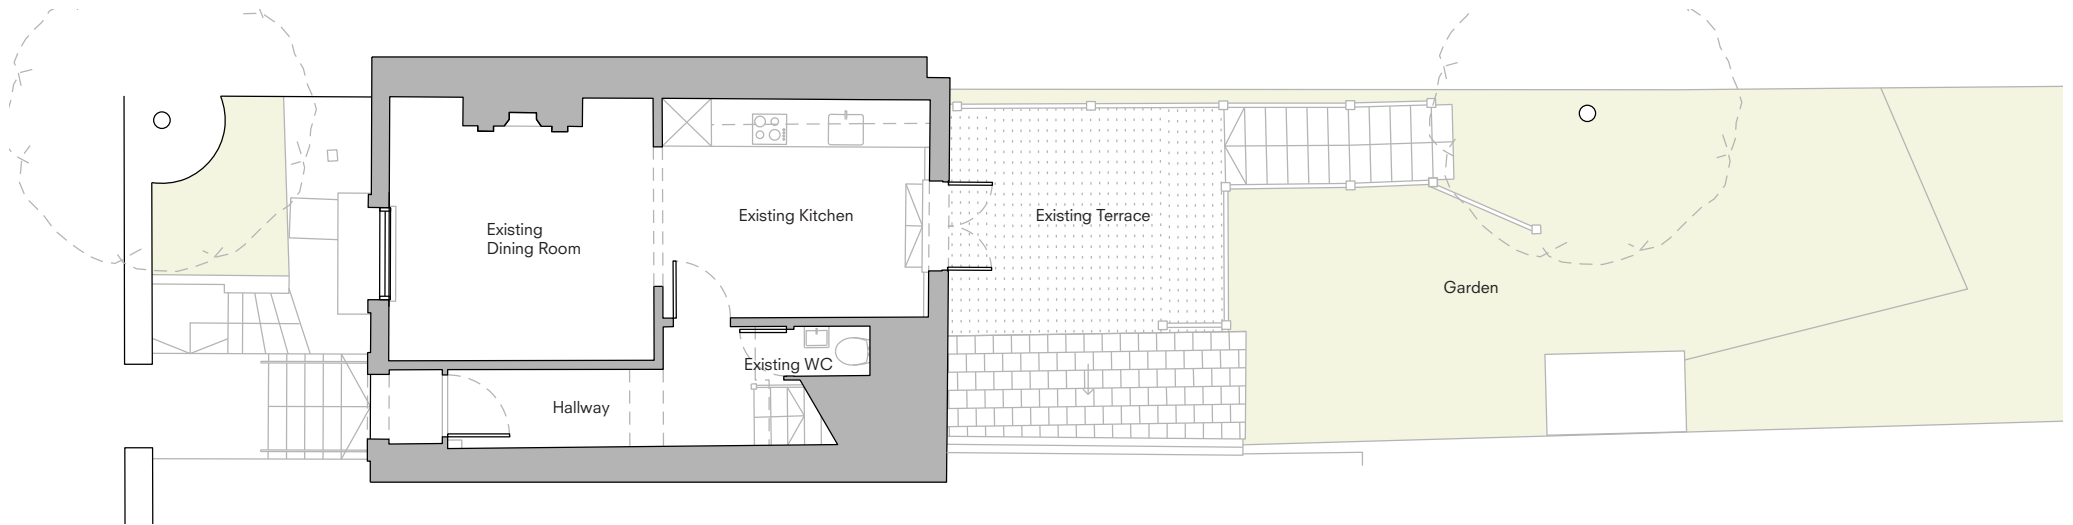 Existing
Dining Room
Existing Kitchen
Existing Terrace
Garden
Existing WC
Hallway